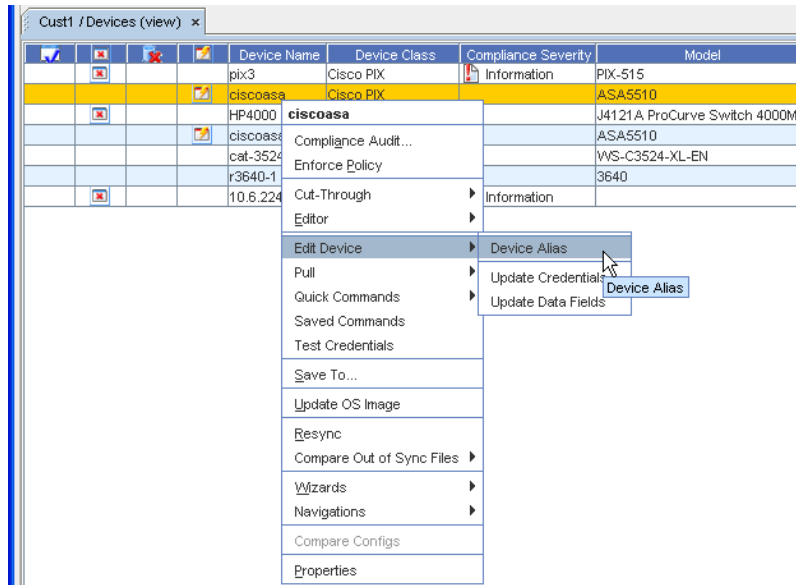 Cust1 / Devices (view) ×
Device Name Device Class Compliance Severity Model
pix3 Cisco PIX Information PIX-515
ciscoasa Cisco PIX ASA5510
HP4000 J4121A ProCurve Switch 4000M
ciscoasa ASA5510
cat-3524 WS-C3524-XL-EN
r3640-1 3640
10.6.224 Information
ciscoasa
Compliance Audit...
Enforce Policy
Cut-Through
Editor
Edit Device
Pull
Quick Commands
Saved Commands
Test Credentials
Save To...
Update OS Image
Resync
Compare Out of Sync Files
Wizards
Navigations
Compare Configs
Properties
Device Alias
Update Credentials
Update Data Fields
Device Alias